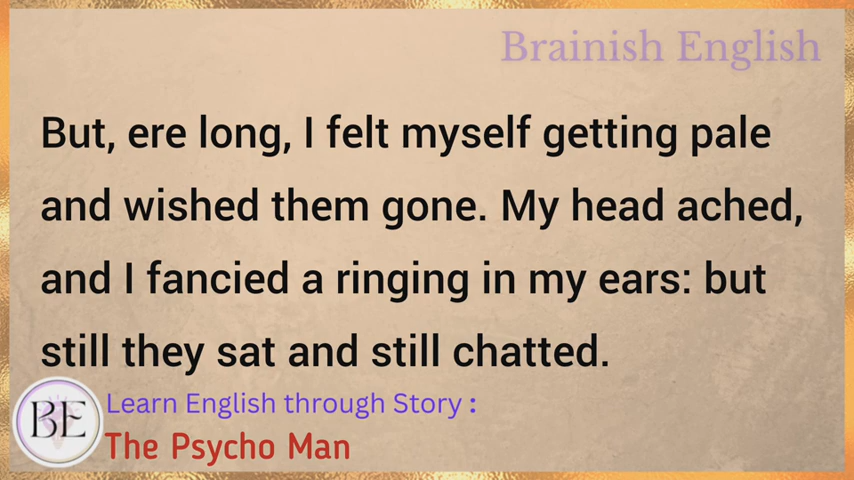 Brainish English
But, ere long, I felt myself getting pale
and wished them gone. My head ached,
and I fancied a ringing in my ears: but
still they sat and still chatted.
BE
Learn English through Story :
The Psycho Man